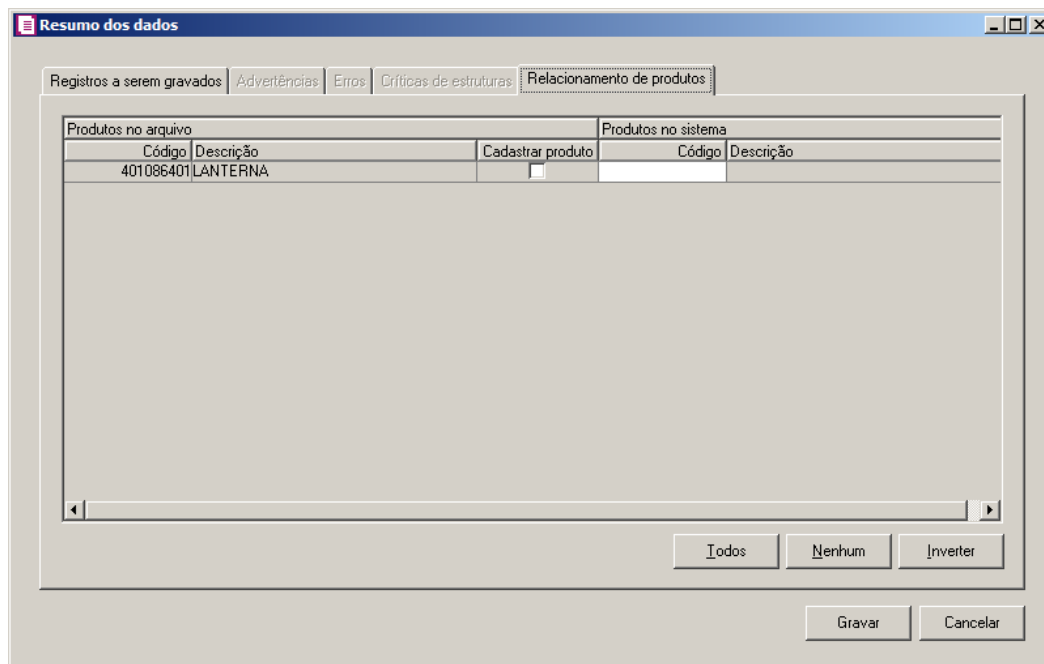 Resumo dos dados
Registros a serem gravados Advertências Erros Críticas de estruturas Relacionamento de produtos
Produtos no arquivo Produtos no sistema
Código Descrição Cadastrar produto Código Descrição
401086401 LANTERNA
Todos Nenhum Inverter
Gravar Cancelar